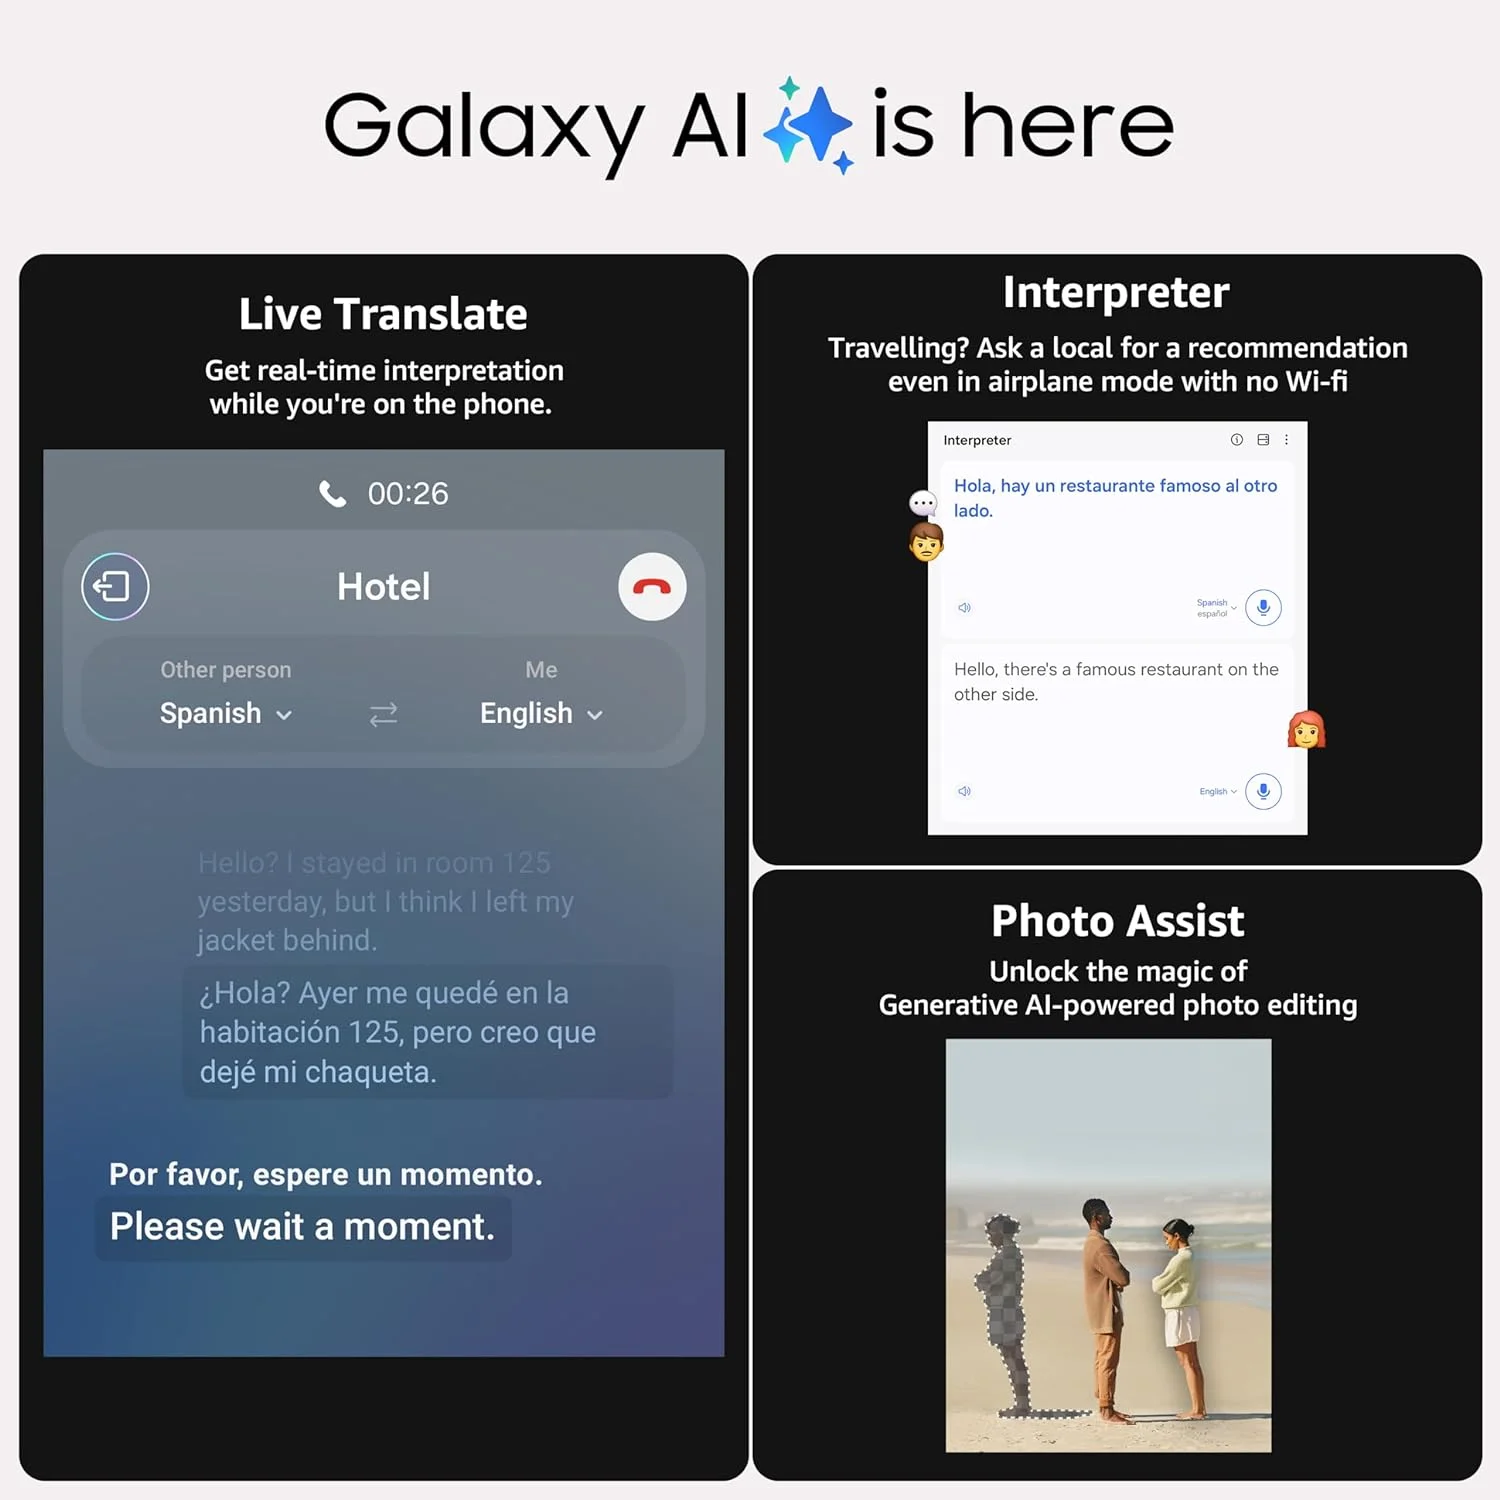 Galaxy AI is here
Live Translate
Get real-time interpretation
while you're on the phone.
00:26
Hotel
Other person
Me
Spanish
English
Hello? I stayed in room 125
yesterday, but I think I left my
jacket behind.
¿Hola? Ayer me quedé en la
habitación 125, pero creo que
dejé mi chaqueta.
Por favor, espere un momento.
Please wait a moment.
Interpreter
Travelling? Ask a local for a recommendation
even in airplane mode with no Wi-fi
Interpreter
Hola, hay un restaurante famoso al otro
lado.
Spanish
español
Hello, there's a famous restaurant on the
other side.
English
Photo Assist
Unlock the magic of
Generative AI-powered photo editing